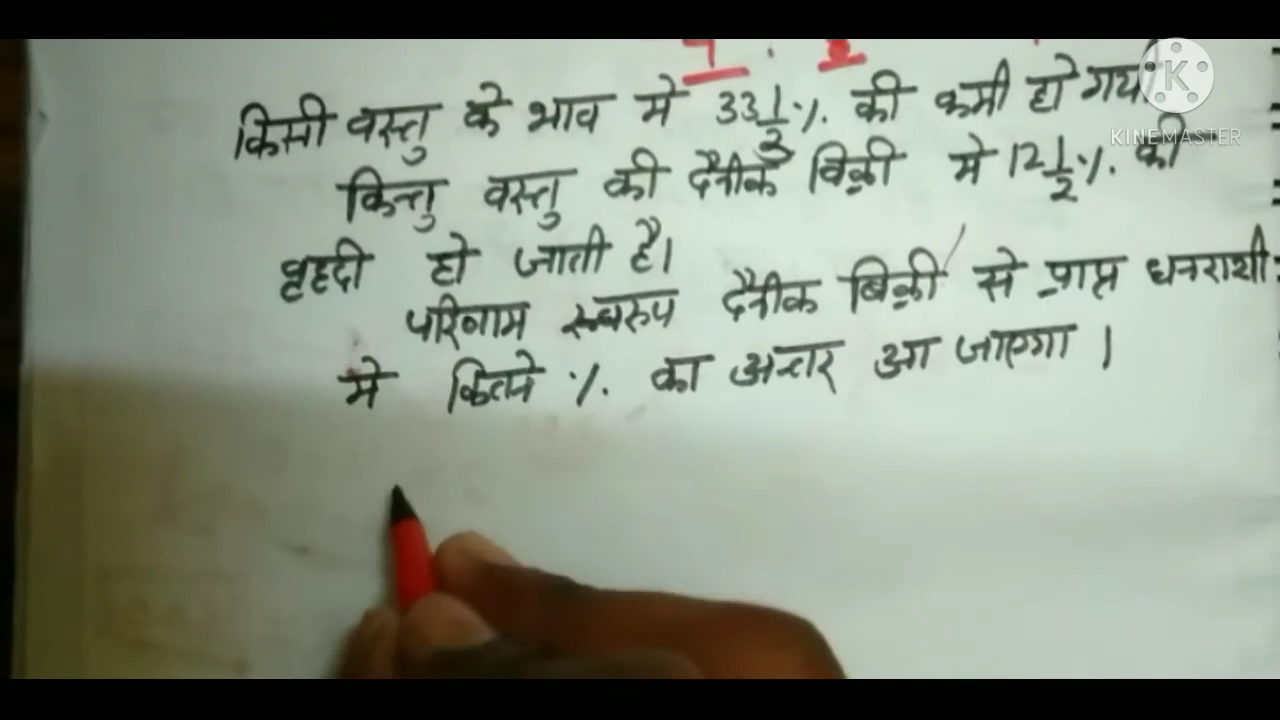 किसी वस्तु के भाव मे 33 1/3 %. की कमी हो गयी
किन्तु वस्तु की दैनीक बिक़ी मे 12 1/2 %. की
वृह्दी हो जाती है।
परिनाम स्वरुप दैनीक बिक़ी से प्राप्त धनराशी
मे कितने %. का अन्तर आ जाएगा ।
K
KINEMASTER